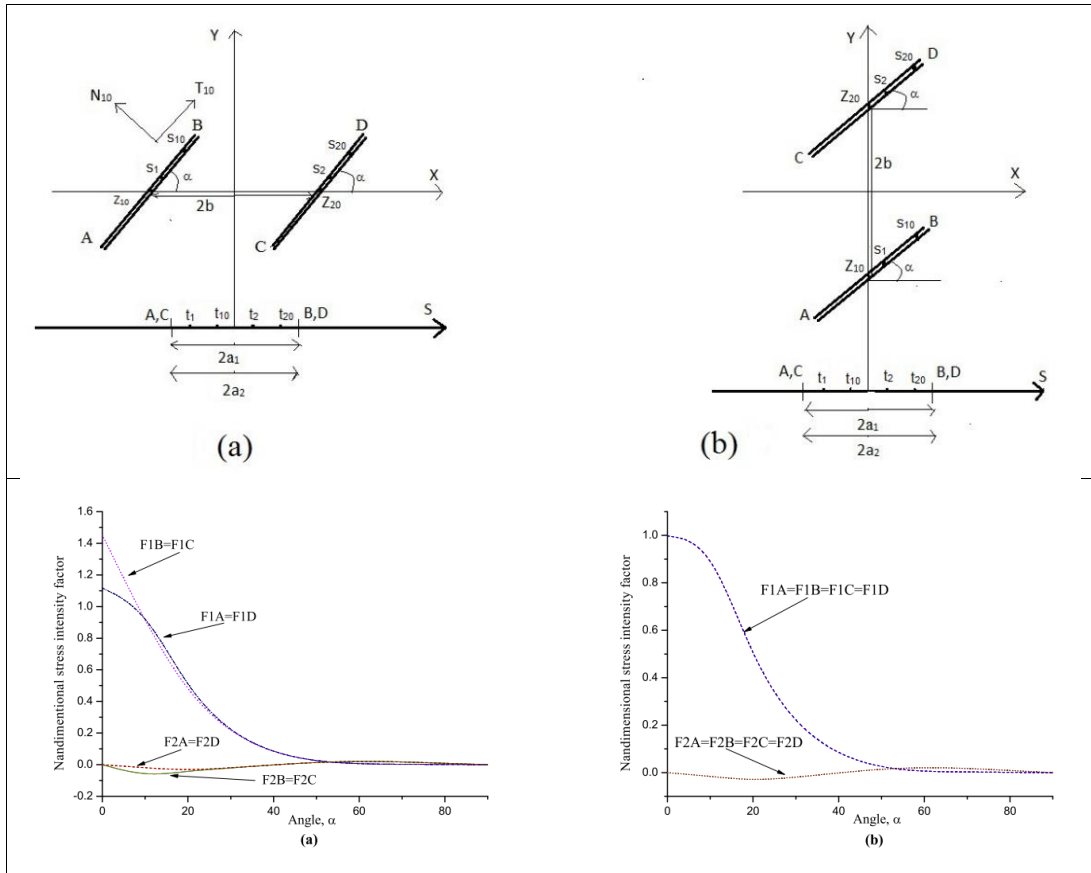 Y
N10
T10
B
S10
S1
α
Z10
A
2b
D
S20
S2
α
Z20
C
X
A,C
t1
t10
t2
t20
B,D
S
2a1
2a2
(a)
Y
S20
D
S2
α
Z20
C
2b
X
S10
B
S1
α
Z10
A
A,C
t1
t10
t2
t20
B,D
S
2a1
2a2
(b)
Nandimentional stress intensity factor
1.6
1.4
1.2
1.0
0.8
0.6
0.4
0.2
0.0
-0.2
F1B=F1C
F1A=F1D
F2A=F2D
F2B=F2C
0 20 40 60 80
Angle, α
(a)
Nandimensional stress intensity factor
1.0
0.8
0.6
0.4
0.2
0.0
F1A=F1B=F1C=F1D
F2A=F2B=F2C=F2D
0 20 40 60 80
Angle, α
(b)